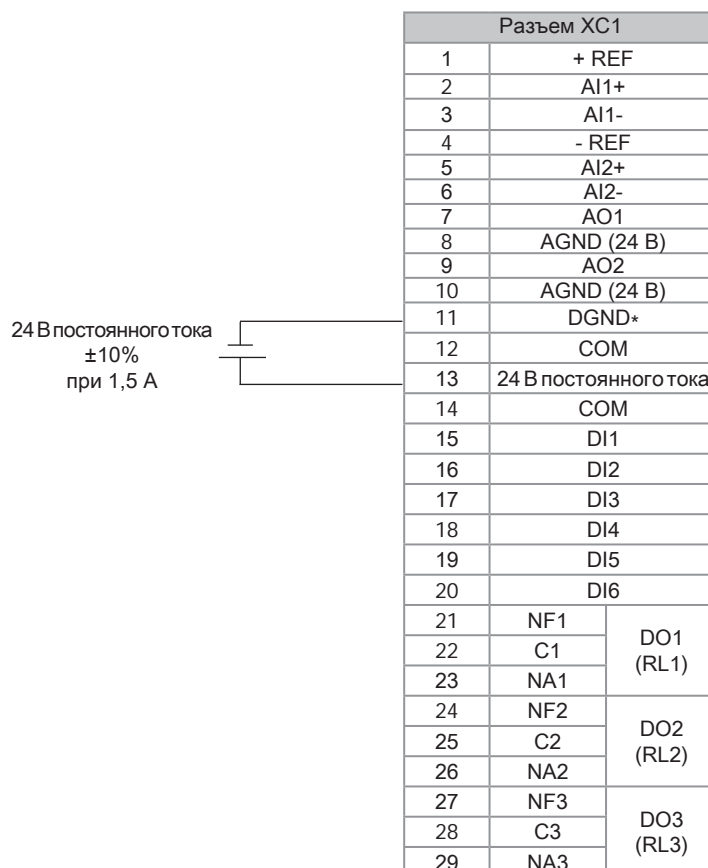 Разъем XC1
1 + REF
2 AI1+
3 AI1-
4 - REF
5 AI2+
6 AI2-
7 AO1
8 AGND (24 В)
9 AO2
10 AGND (24 В)
11 DGND*
12 COM
13 24 В постоянного тока
14 COM
15 DI1
16 DI2
17 DI3
18 DI4
19 DI5
20 DI6
21 NF1
22 C1
23 NA1
DO1
(RL1)
24 NF2
25 C2
26 NA2
DO2
(RL2)
27 NF3
28 C3
29 NA3
DO3
(RL3)
24 В постоянного тока
±10%
при 1,5 А